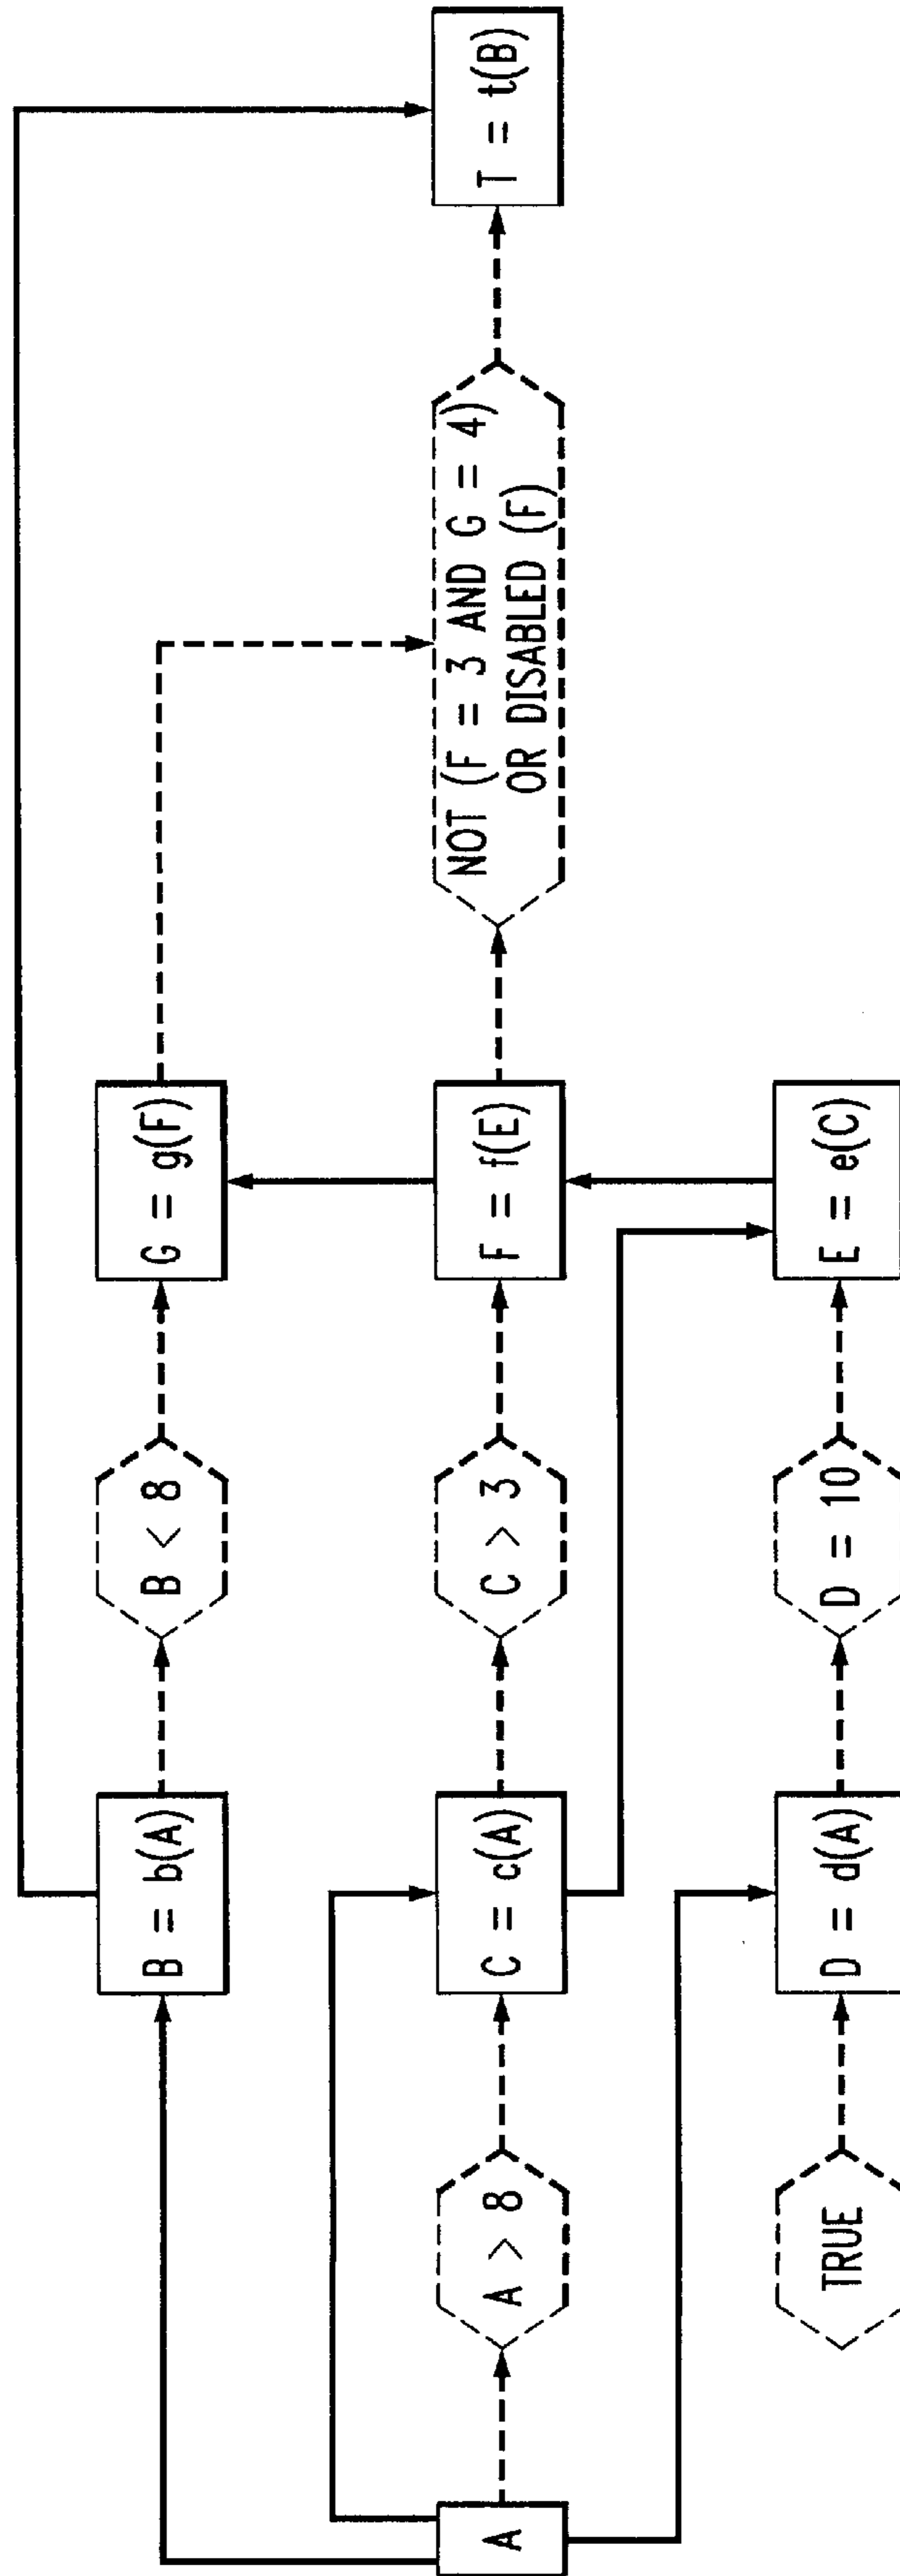 A
A > 8
TRUE
B = b(A)
C = c(A)
D = d(A)
B < 8
C > 3
D = 10
G = g(F)
F = f(E)
E = e(C)
NOT (F = 3 AND G = 4)
OR DISABLED (F)
T = t(B)